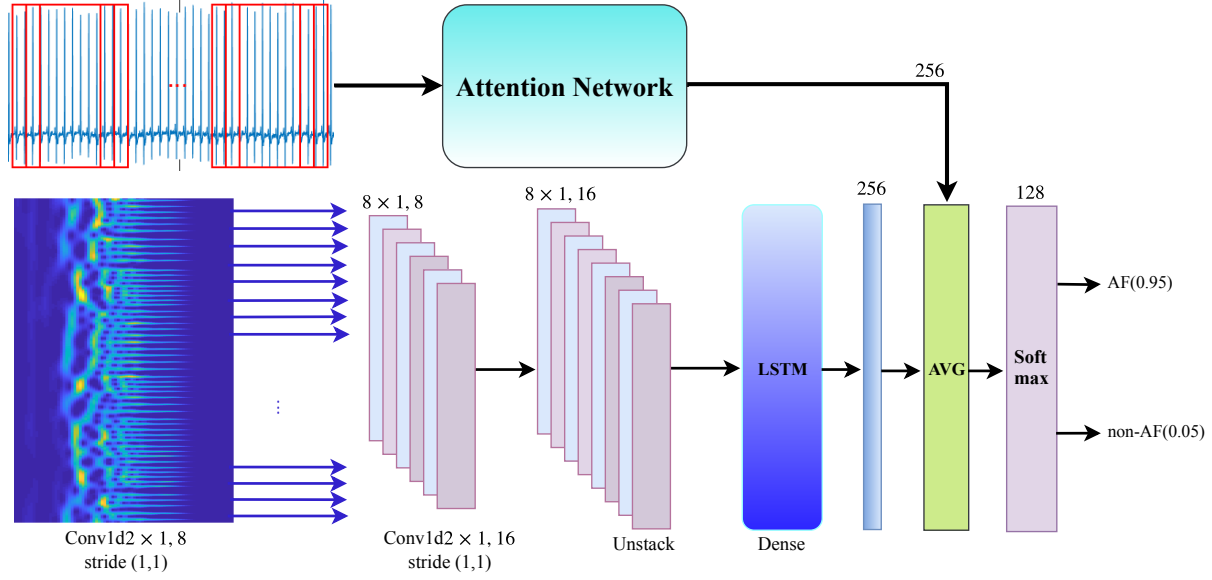 ...
Attention Network
256
8 × 1, 8
8 × 1, 16
256
128
AF(0.95)
LSTM
AVG
Soft
max
...
non-AF(0.05)
Conv1d2 × 1, 8
stride (1,1)
Conv1d2 × 1, 16
stride (1,1)
Unstack
Dense